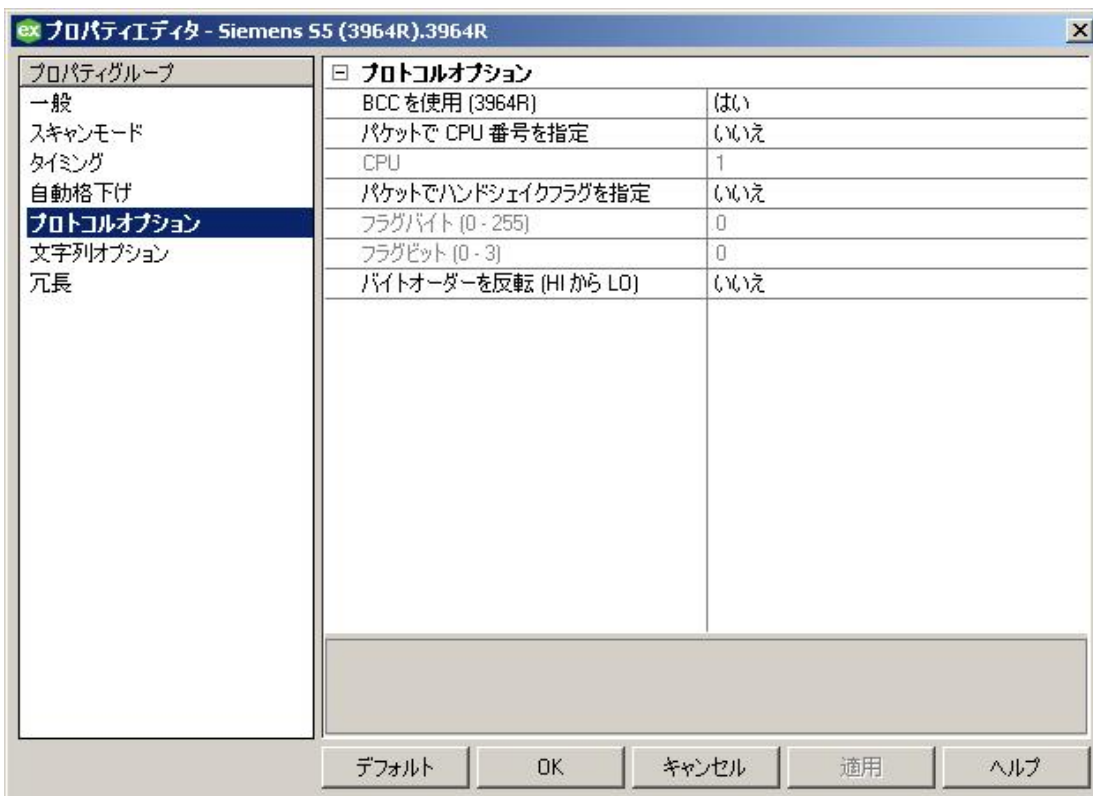 ex プロパティエディタ - Siemens S5 (3964R).3964R
プロパティグループ
一般
スキャンモード
タイミング
自動格下げ
プロトコルオプション
文字列オプション
冗長
プロトコルオプション
BCC を使用 (3964R) はい
パケットで CPU 番号を指定 いいえ
CPU 1
パケットでハンドシェイクフラグを指定 いいえ
フラグバイト (0 - 255) 0
フラグビット (0 - 3) 0
バイトオーダーを反転 (HI から LO) いいえ
デフォルト OK キャンセル 適用 ヘルプ